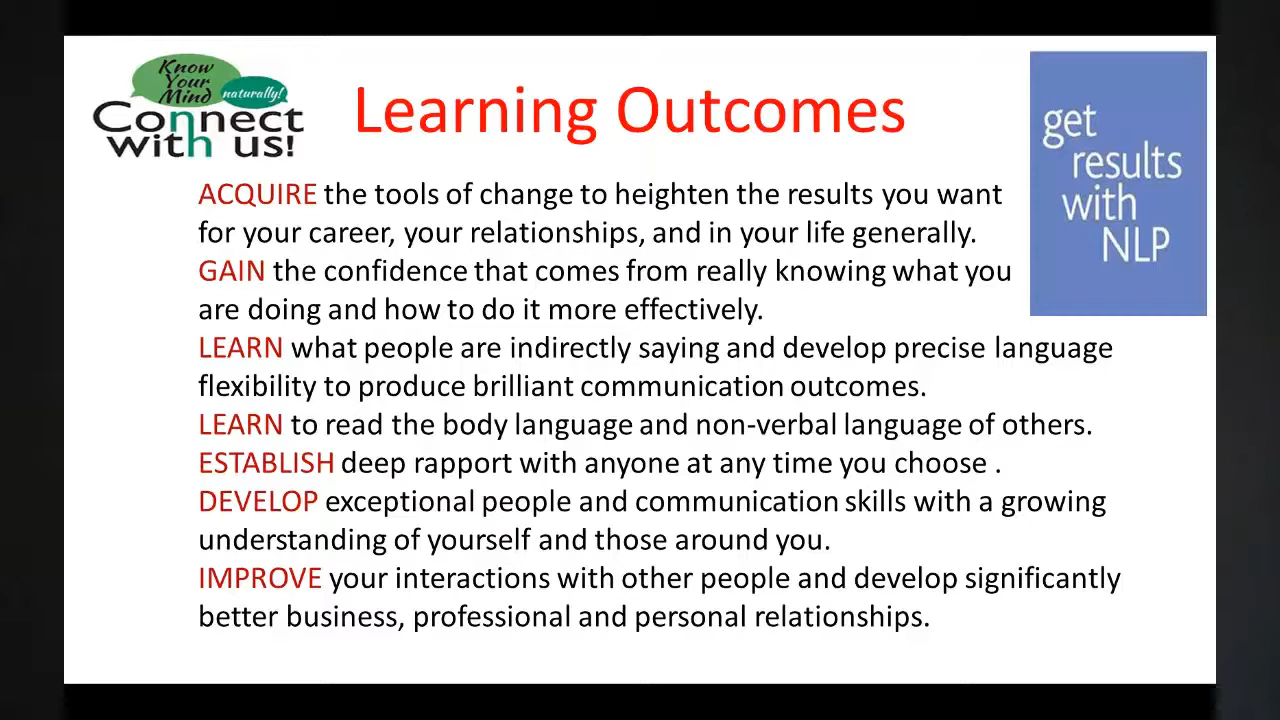 Know
Your
Mind
naturally!
Connect
with us!
Learning Outcomes
get
results
with
NLP
ACQUIRE the tools of change to heighten the results you want
for your career, your relationships, and in your life generally.
GAIN the confidence that comes from really knowing what you
are doing and how to do it more effectively.
LEARN what people are indirectly saying and develop precise language
flexibility to produce brilliant communication outcomes.
LEARN to read the body language and non-verbal language of others.
ESTABLISH deep rapport with anyone at any time you choose .
DEVELOP exceptional people and communication skills with a growing
understanding of yourself and those around you.
IMPROVE your interactions with other people and develop significantly
better business, professional and personal relationships.